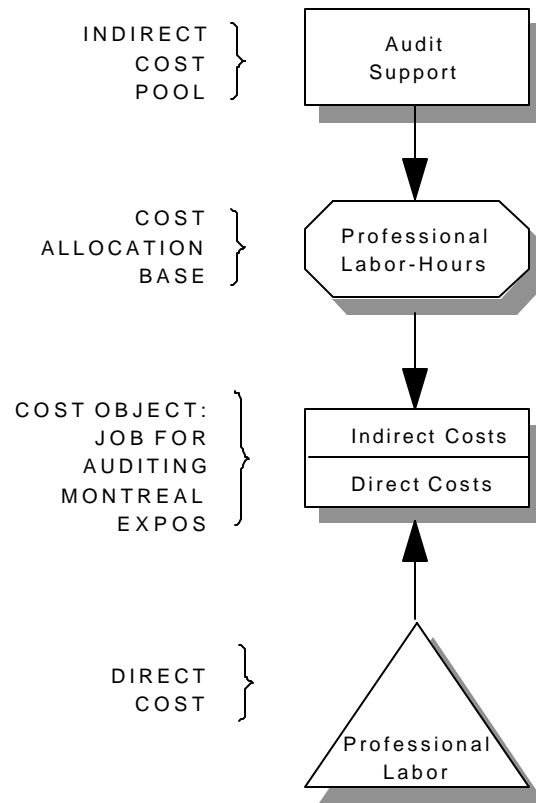 INDIRECT
COST
POOL
Audit
Support
COST
ALLOCATION
BASE
Professional
Labor-Hours
COST OBJECT:
JOB FOR
AUDITING
MONTREAL
EXPOS
Indirect Costs
Direct Costs
DIRECT
COST
Professional
Labor